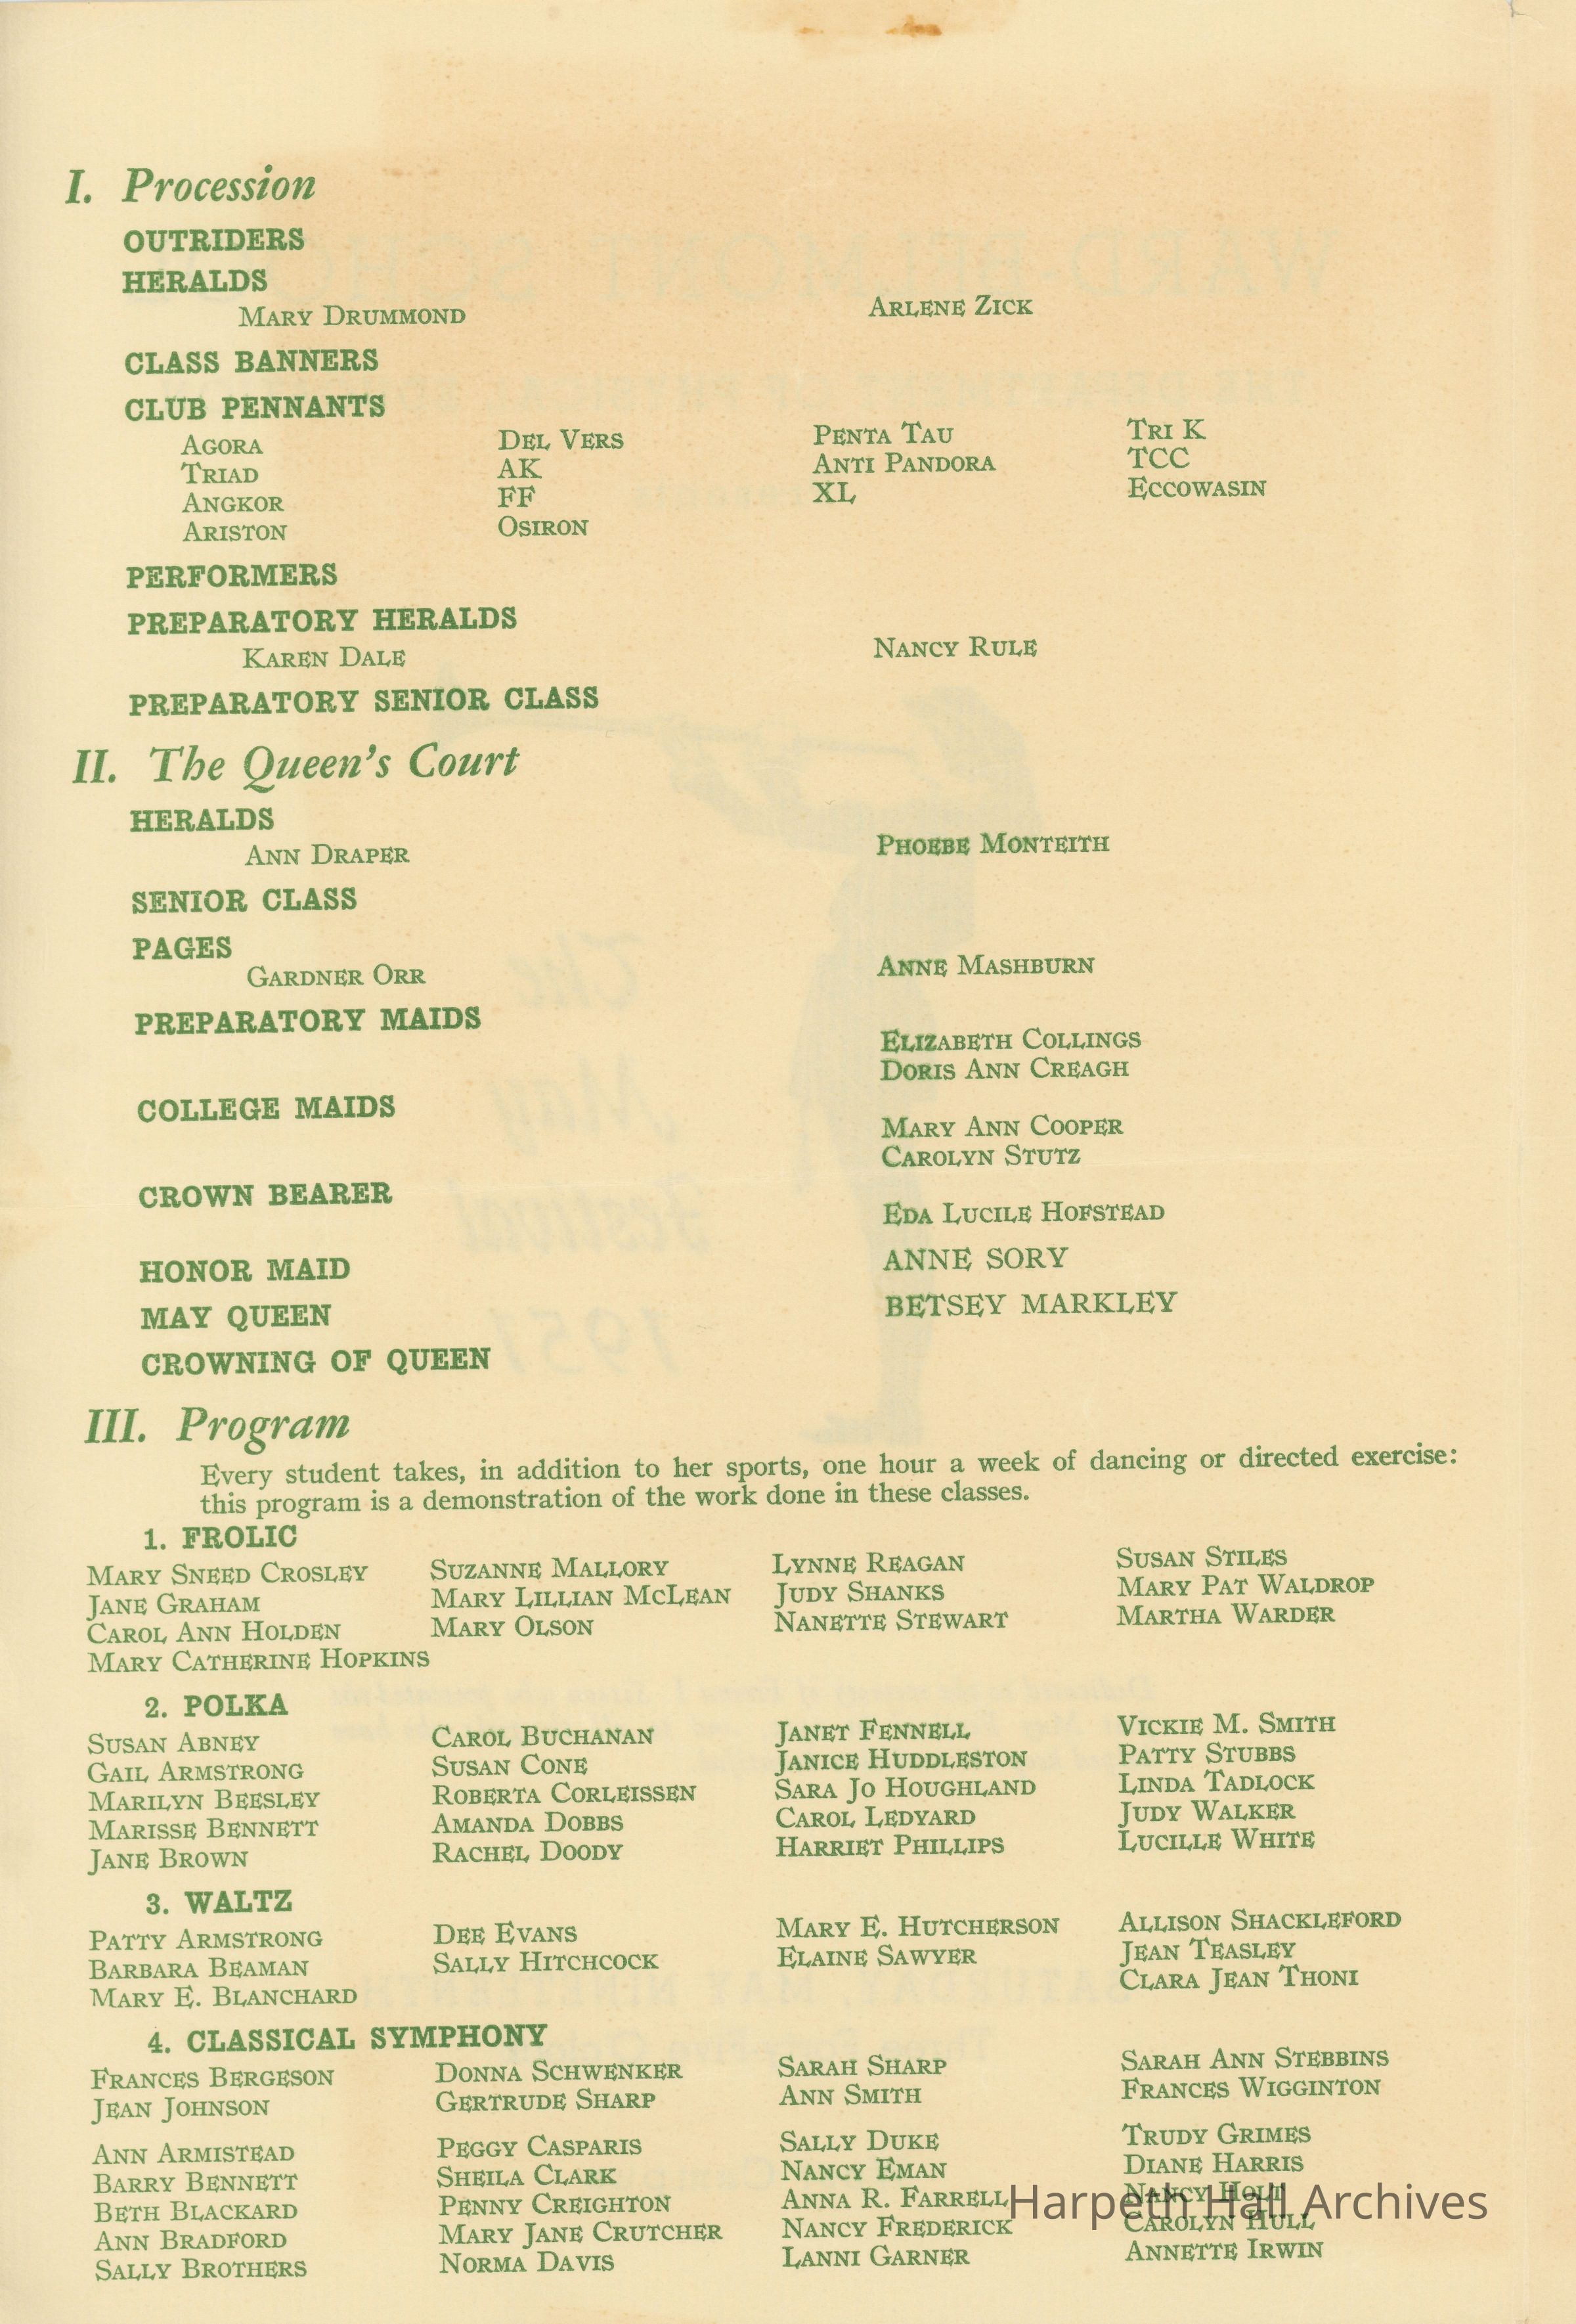 I. Procession
OUTRIDERS
HERALDS
MARY DRUMMOND ARLENE ZICK
CLASS BANNERS
CLUB PENNANTS
AGORA DEL VERS PENTA TAU TRI K
TRIAD AK ANTI PANDORA TCC
ANGKOR FF XL ECCOWASIN
ARISTON OSIRON
PERFORMERS
PREPARATORY HERALDS
KAREN DALE NANCY RULE
PREPARATORY SENIOR CLASS
II. The Queen's Court
HERALDS
ANN DRAPER PHOEBE MONTEITH
SENIOR CLASS
PAGES
GARDNER ORR ANNE MASHBURN
PREPARATORY MAIDS
ELIZABETH COLLINGS
DORIS ANN CREAGH
COLLEGE MAIDS
MARY ANN COOPER
CAROLYN STUTZ
CROWN BEARER
EDA LUCILE HOFSTEAD
HONOR MAID ANNE SORY
MAY QUEEN BETSEY MARKLEY
CROWNING OF QUEEN
III. Program
Every student takes, in addition to her sports, one hour a week of dancing or directed exercise:
this program is a demonstration of the work done in these classes.
1. FROLIC
MARY SNEED CROSLEY SUZANNE MALLORY LYNNE REAGAN SUSAN STILES
JANE GRAHAM MARY LILLIAN MCLEAN JUDY SHANKS MARY PAT WALDROP
CAROL ANN HOLDEN MARY OLSON NANETTE STEWART MARTHA WARDER
MARY CATHERINE HOPKINS
2. POLKA
SUSAN ABNEY CAROL BUCHANAN JANET FENNELL VICKIE M. SMITH
GAIL ARMSTRONG SUSAN CONE JANICE HUDDLESTON PATTY STUBBS
MARILYN BEESLEY ROBERTA CORLEISSEN SARA JO HOUGHLAND LINDA TADLOCK
MARISSE BENNETT AMANDA DOBBS CAROL LEDYARD JUDY WALKER
JANE BROWN RACHEL DOODY HARRIET PHILLIPS LUCILLE WHITE
3. WALTZ
PATTY ARMSTRONG DEE EVANS MARY E. HUTCHERSON ALLISON SHACKLEFORD
BARBARA BEAMAN SALLY HITCHCOCK ELAINE SAWYER JEAN TEASLEY
MARY E. BLANCHARD CLARA JEAN THONI
4. CLASSICAL SYMPHONY
FRANCES BERGESON DONNA SCHWENKER SARAH SHARP SARAH ANN STEBBINS
JEAN JOHNSON GERTRUDE SHARP ANN SMITH FRANCES WIGGINTON
ANN ARMISTEAD PEGGY CASPARIS SALLY DUKE TRUDY GRIMES
BARRY BENNETT SHEILA CLARK NANCY EMAN DIANE HARRIS
BETH BLACKARD PENNY CREIGHTON ANNA R. FARRELL NANCY HOLT
ANN BRADFORD MARY JANE CRUTCHER NANCY FREDERICK CAROLYN HULL
SALLY BROTHERS NORMA DAVIS LANNI GARNER ANNETTE IRWIN
Harpeth Hall Archives